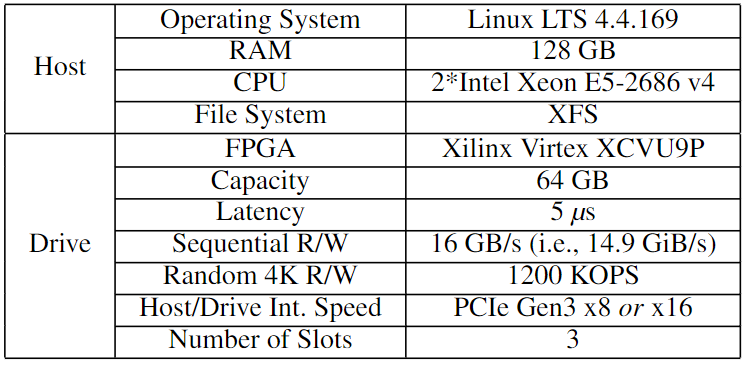 Host
Operating System Linux LTS 4.4.169
RAM 128 GB
CPU 2*Intel Xeon E5-2686 v4
File System XFS
Drive
FPGA Xilinx Virtex XCVU9P
Capacity 64 GB
Latency 5 μs
Sequential R/W 16 GB/s (i.e., 14.9 GiB/s)
Random 4K R/W 1200 KOPS
Host/Drive Int. Speed PCIe Gen3 x8 or x16
Number of Slots 3